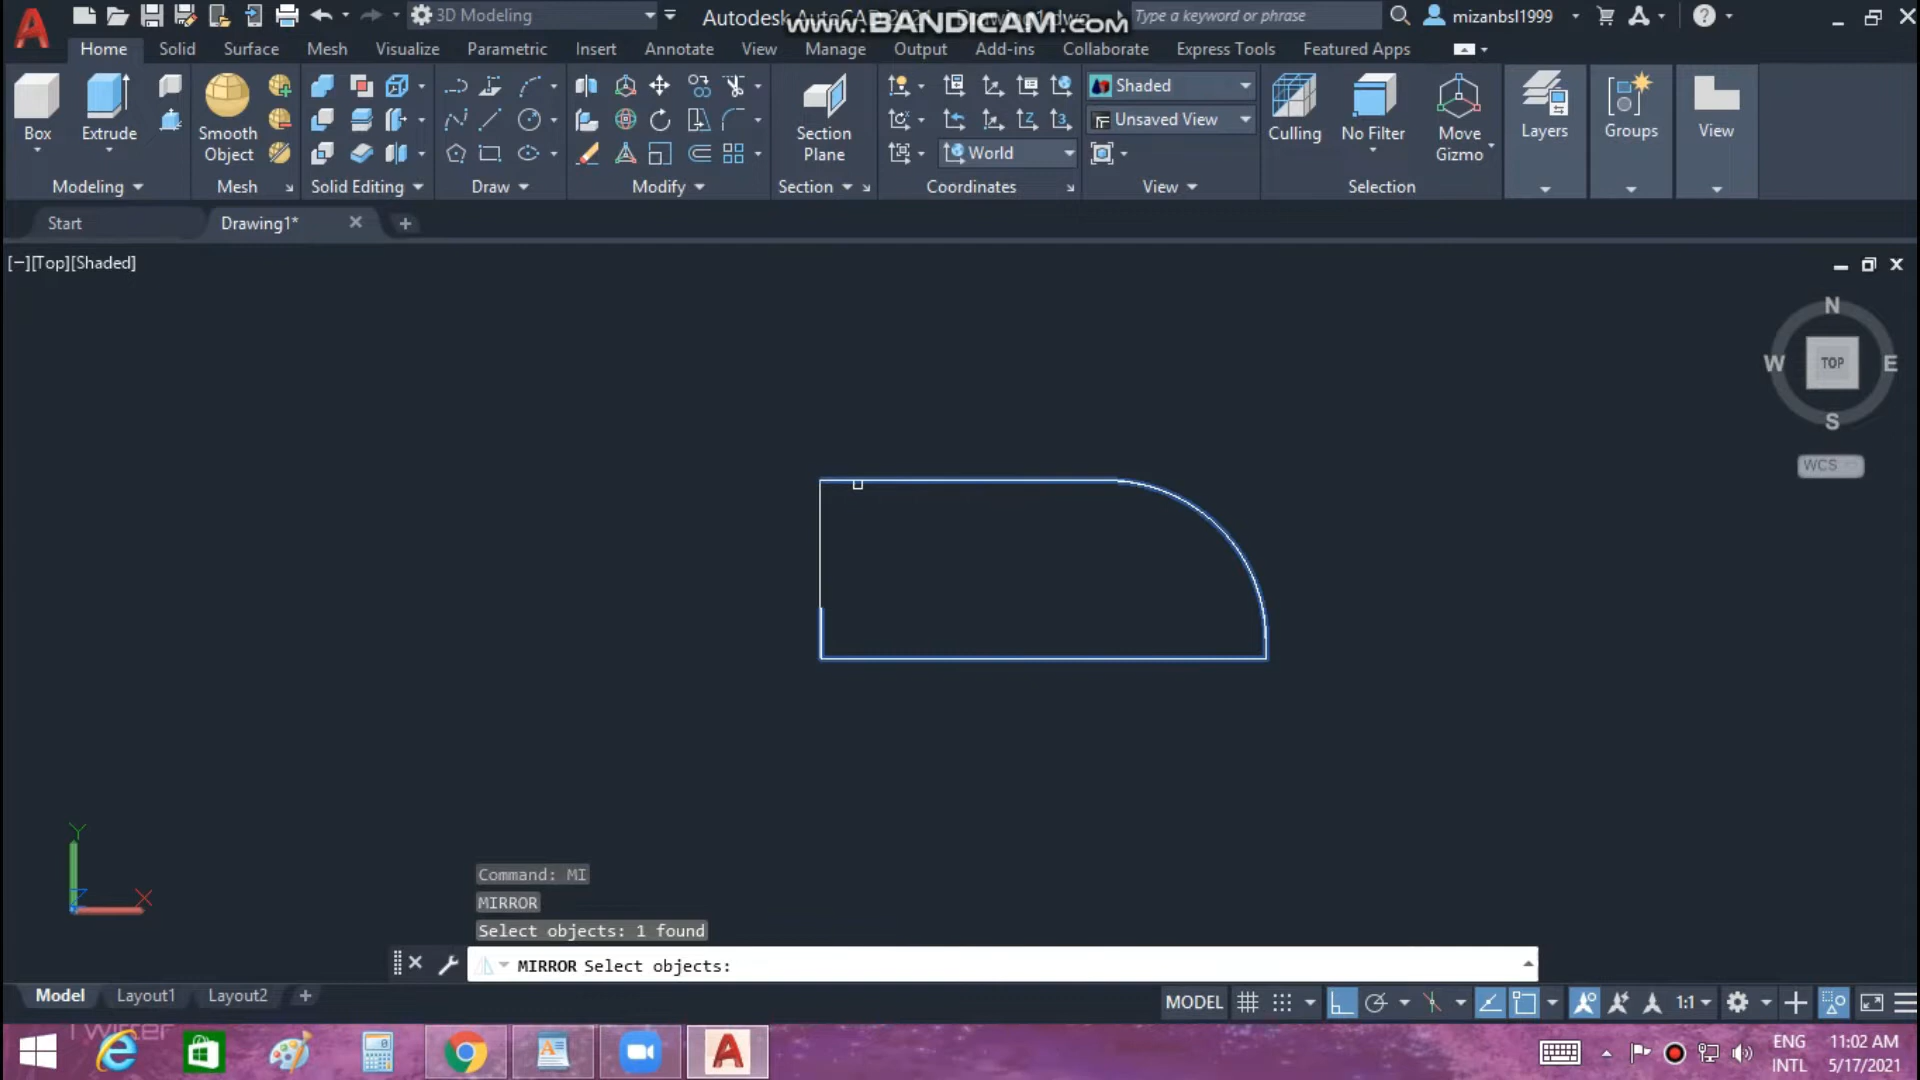 3D Modeling
Autodesk AutoCAD
www.BANDICAM.com
Type a keyword or phrase
mizanbsl1999
Home Solid Surface Mesh Visualize Parametric Insert Annotate View Manage Output Add-ins Collaborate Express Tools Featured Apps
Box
Extrude
Smooth
Object
Section
Plane
Shaded
Unsaved View
World
Culling
No Filter
Move
Gizmo
Layers
Groups
View
Modeling
Mesh
Solid Editing
Draw
Modify
Section
Coordinates
View
Selection
Start
Drawing1*
[−][Top][Shaded]
N
W
TOP
E
S
WCS
Y
X
Z
Command: MI
MIRROR
Select objects: 1 found
MIRROR Select objects:
Model
Layout1
Layout2
MODEL
1:1
Twitter
ENG
INTL
11:02 AM
5/17/2021